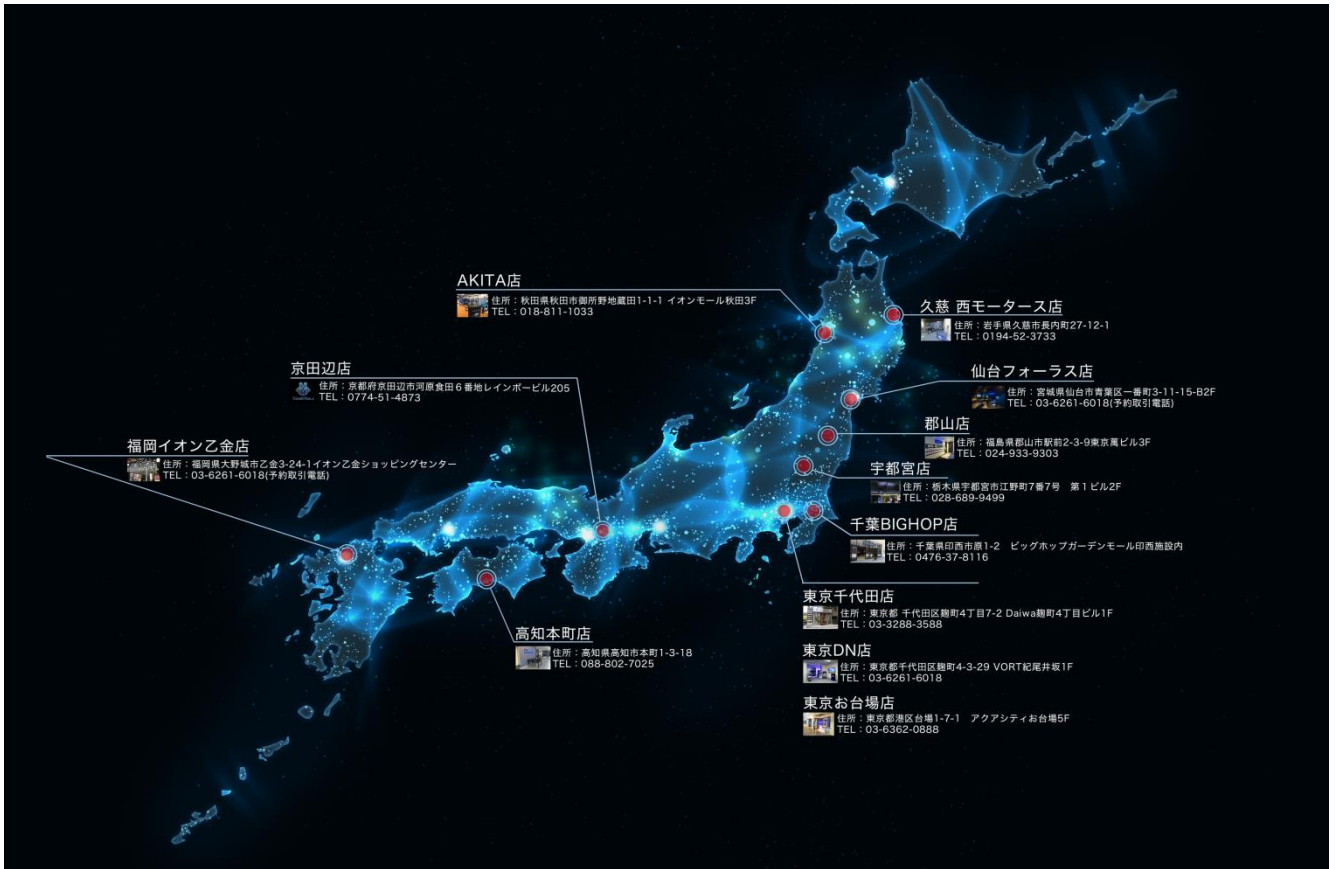 AKITA店
住所：秋田県秋田市御所野地蔵田1-1-1 イオンモール秋田3F
TEL：018-811-1033
久慈 西モータース店
住所：岩手県久慈市長内町27-12-1
TEL：0194-52-3733
京田辺店
住所：京都府京田辺市河原食田６番地レインボービル205
TEL：0774-51-4873
仙台フォーラス店
住所：宮城県仙台市青葉区一番町3-11-15-B2F
TEL：03-6261-6018(予約取引電話)
郡山店
住所：福島県郡山市駅前2-3-9東京萬ビル3F
TEL：024-933-9303
福岡イオン乙金店
住所：福岡県大野城市乙金3-24-1イオン乙金ショッピングセンター
TEL：03-6261-6018(予約取引電話)
宇都宮店
住所：栃木県宇都宮市江野町7番7号　第１ビル2F
TEL：028-689-9499
千葉BIGHOP店
住所：千葉県印西市原1-2　ビッグホップガーデンモール印西施設内
TEL：0476-37-8116
東京千代田店
住所：東京都 千代田区麹町4丁目7-2 Daiwa麹町4丁目ビル1F
TEL：03-3288-3588
高知本町店
住所：高知県高知市本町1-3-18
TEL：088-802-7025
東京DN店
住所：東京都千代田区麹町4-3-29 VORT紀尾井坂1F
TEL：03-6261-6018
東京お台場店
住所：東京都港区台場1-7-1　アクアシティお台場5F
TEL：03-6362-0888